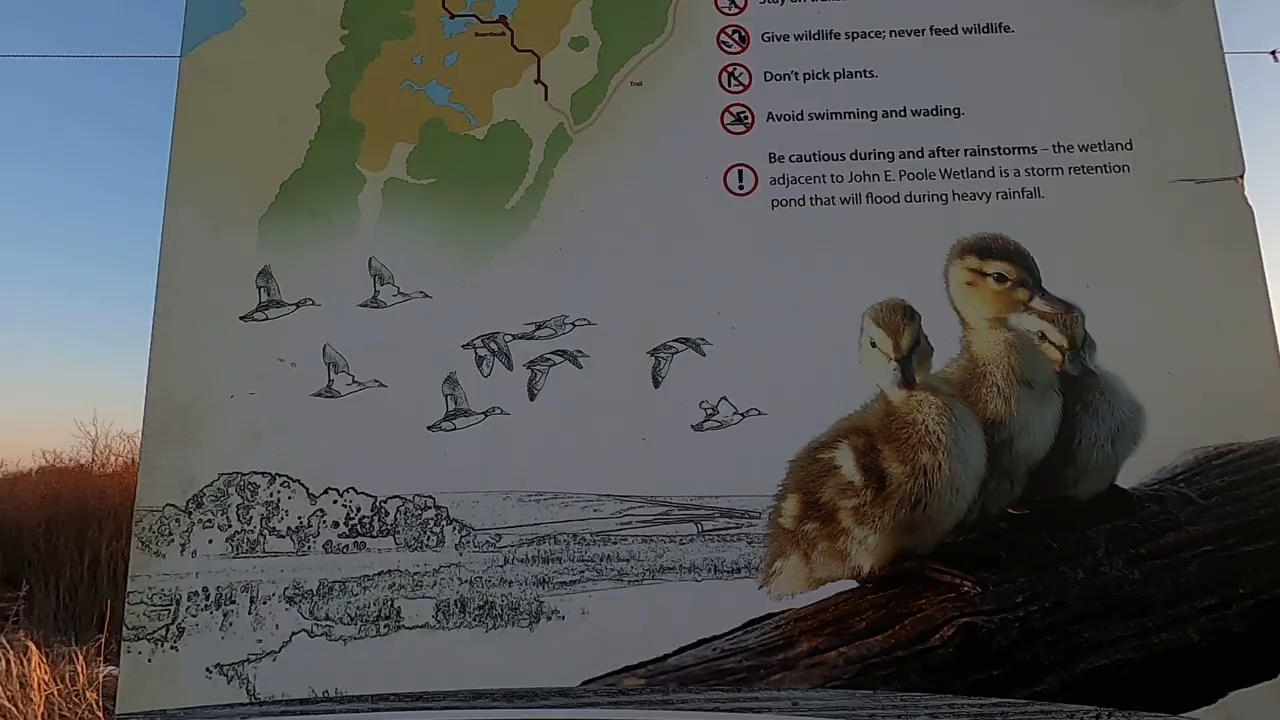 Stay on trails.
Boardwalk
Give wildlife space; never feed wildlife.
Don't pick plants.
Trail
Avoid swimming and wading.
Be cautious during and after rainstorms – the wetland
adjacent to John E. Poole Wetland is a storm retention
pond that will flood during heavy rainfall.